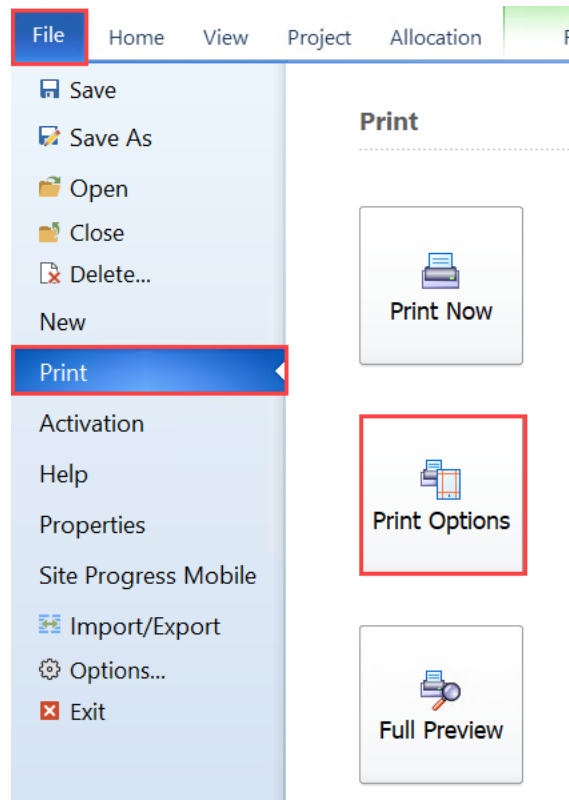 File Home View Project Allocation F
Save
Save As
Open
Close
Delete...
New
Print
Activation
Help
Properties
Site Progress Mobile
Import/Export
Options...
Exit
Print
Print Now
Print Options
Full Preview